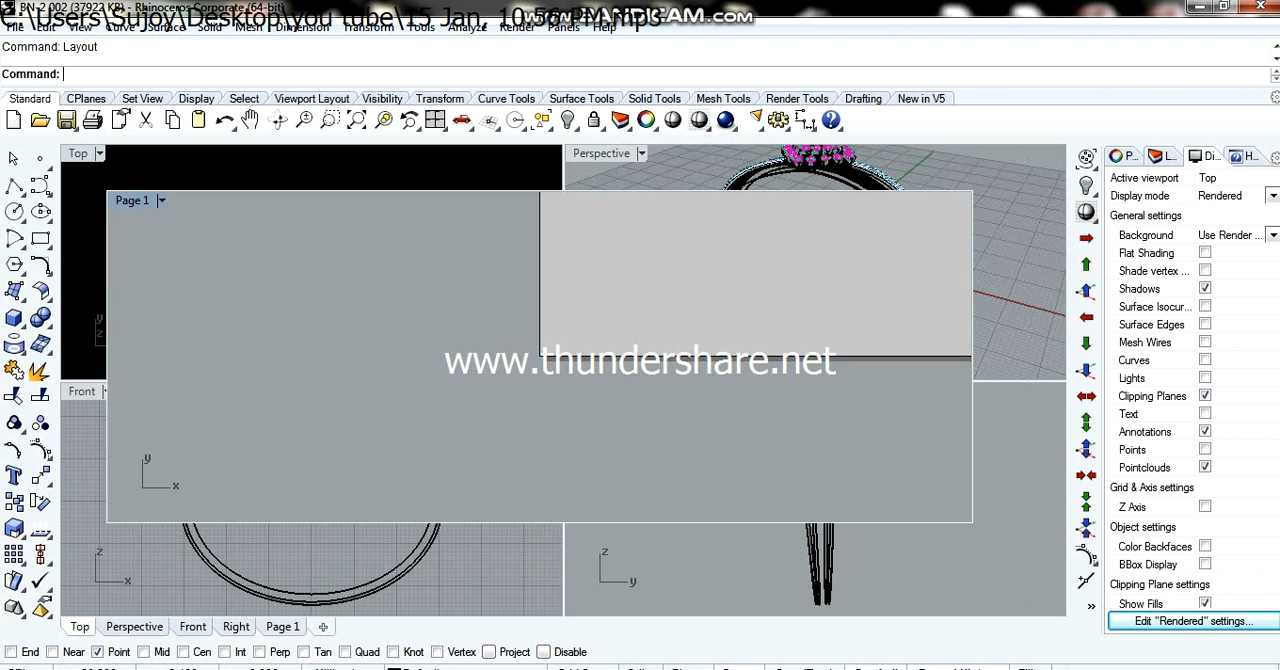 BN-2 002 (37922 KB) - Rhinoceros Corporate (64-bit)
C:\Users\Sujoy\Desktop\you tube\15 Jan, 10.56 PM.mp3
www.BANDICAM.com
File Edit View Curve Surface Solid Mesh Dimension Transform Tools Analyze Render Panels Help
Command: Layout
Command:
Standard CPlanes Set View Display Select Viewport Layout Visibility Transform Curve Tools Surface Tools Solid Tools Mesh Tools Render Tools Drafting New in V5
Top Perspective P... L... Di... H...
Active viewport Top
Display mode Rendered
Page 1
General settings
Background Use Render ...
Flat Shading
Shade vertex ...
Shadows
Surface Isocur...
y
z
Surface Edges
Mesh Wires
www.thundershare.net
Curves
Lights
Front
Clipping Planes
Text
Annotations
Points
y
x
Pointclouds
Grid & Axis settings
Z Axis
Object settings
Color Backfaces
z
x
z
y
BBox Display
Clipping Plane settings
Show Fills
Edit "Rendered" settings...
Top Perspective Front Right Page 1
End Near Point Mid Cen Int Perp Tan Quad Knot Vertex Project Disable